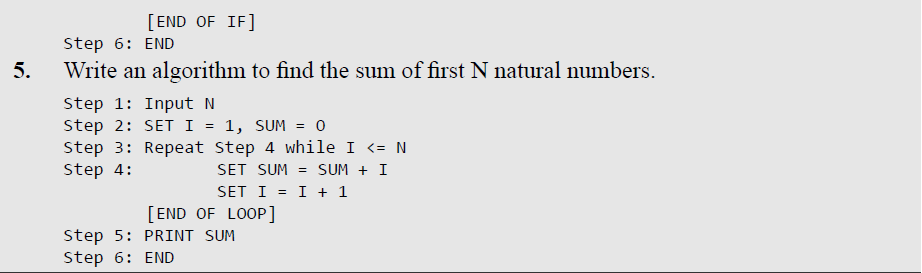 [END OF IF]
Step 6: END
5. Write an algorithm to find the sum of first N natural numbers.
Step 1: Input N
Step 2: SET I = 1, SUM = 0
Step 3: Repeat Step 4 while I <= N
Step 4: SET SUM = SUM + I
SET I = I + 1
[END OF LOOP]
Step 5: PRINT SUM
Step 6: END